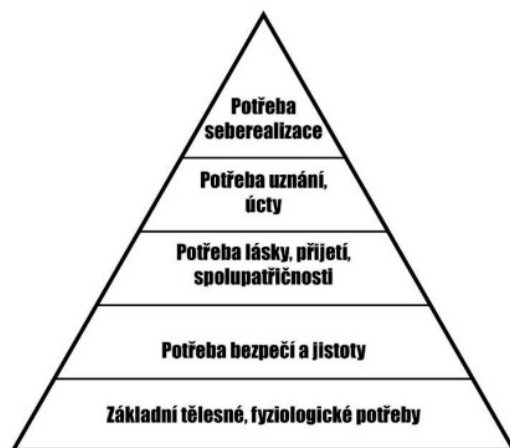 Potřeba
seberealizace
Potřeba uznání,
úcty
Potřeba lásky, přijetí,
spolupatřičnosti
Potřeba bezpečí a jistoty
Základní tělesné, fyziologické potřeby